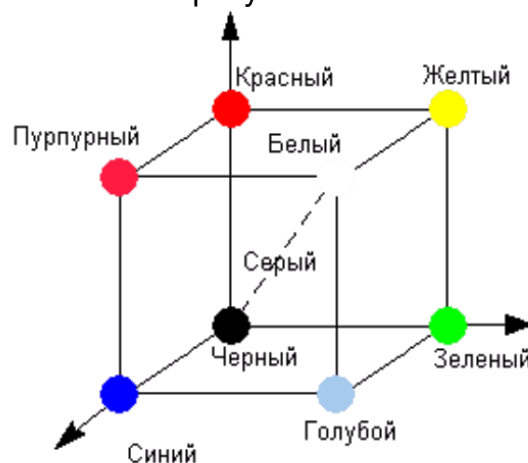 Красный
Желтый
Пурпурный
Белый
Серый
Черный
Зеленый
Голубой
Синий